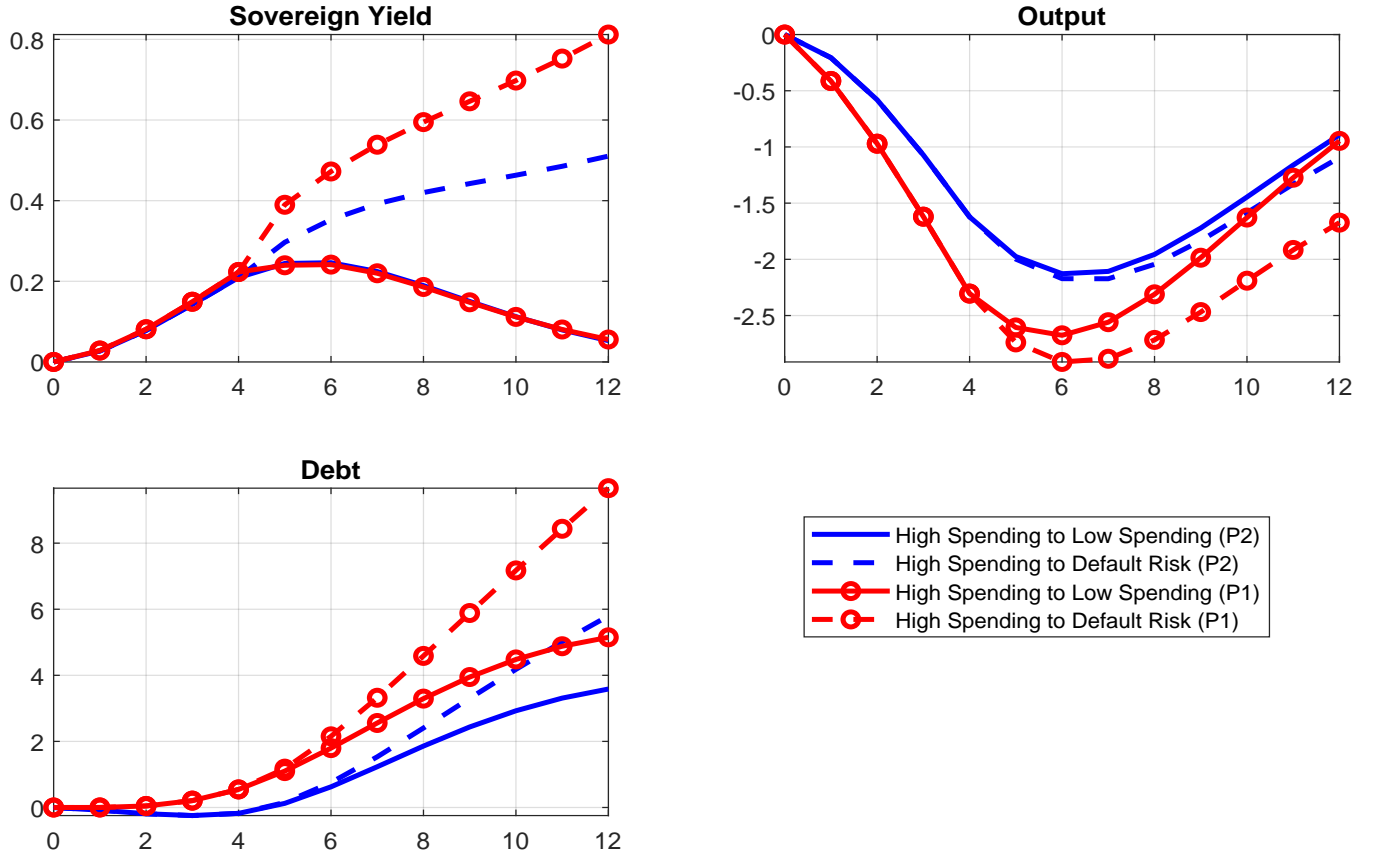 Sovereign Yield
0.8
0.6
0.4
0.2
0
0 2 4 6 8 10 12
Output
0
-0.5
-1
-1.5
-2
-2.5
0 2 4 6 8 10 12
Debt
8
6
4
2
0
0 2 4 6 8 10 12
High Spending to Low Spending (P2)
High Spending to Default Risk (P2)
High Spending to Low Spending (P1)
High Spending to Default Risk (P1)